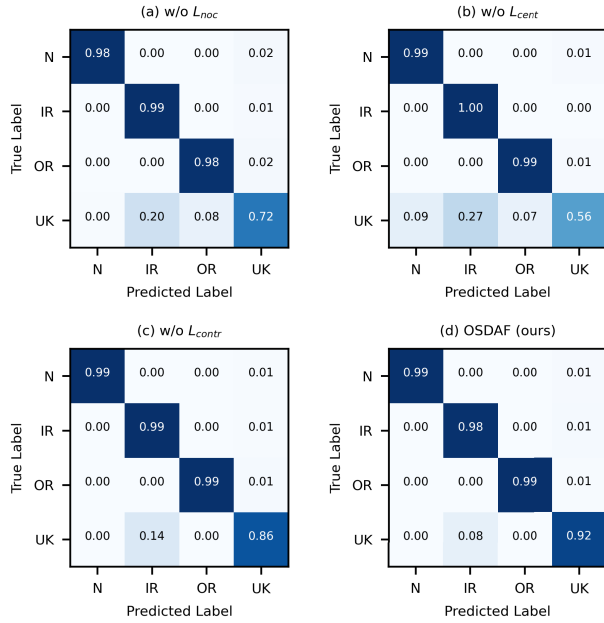 (a) w/o L_noc
N 0.98 0.00 0.00 0.02
IR 0.00 0.99 0.00 0.01
OR 0.00 0.00 0.98 0.02
UK 0.00 0.20 0.08 0.72
N IR OR UK
True Label
Predicted Label
(b) w/o L_cent
N 0.99 0.00 0.00 0.01
IR 0.00 1.00 0.00 0.00
OR 0.00 0.00 0.99 0.01
UK 0.09 0.27 0.07 0.56
N IR OR UK
True Label
Predicted Label
(c) w/o L_contr
N 0.99 0.00 0.00 0.01
IR 0.00 0.99 0.00 0.01
OR 0.00 0.00 0.99 0.01
UK 0.00 0.14 0.00 0.86
N IR OR UK
True Label
Predicted Label
(d) OSDAF (ours)
N 0.99 0.00 0.00 0.01
IR 0.00 0.98 0.00 0.01
OR 0.00 0.00 0.99 0.01
UK 0.00 0.08 0.00 0.92
N IR OR UK
True Label
Predicted Label